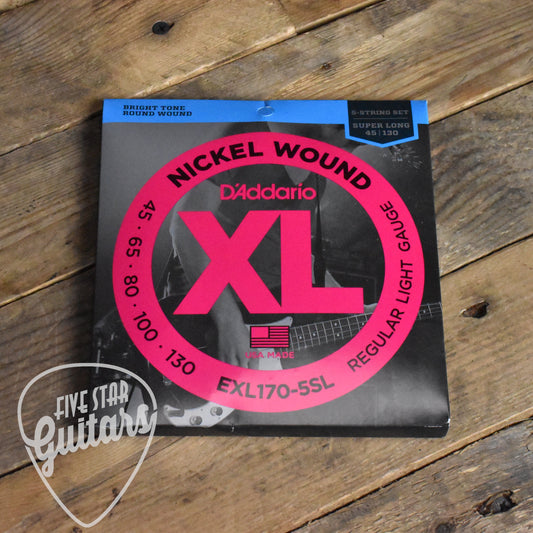 BRIGHT TONE
ROUND WOUND
5-STRING SET
SUPER LONG
45 | 130
NICKEL WOUND
D'Addario
XL
USA MADE
45 • 65 • 80 • 100 • 130
EXL170-5SL
REGULAR LIGHT GAUGE
FIVE STAR
Guitars